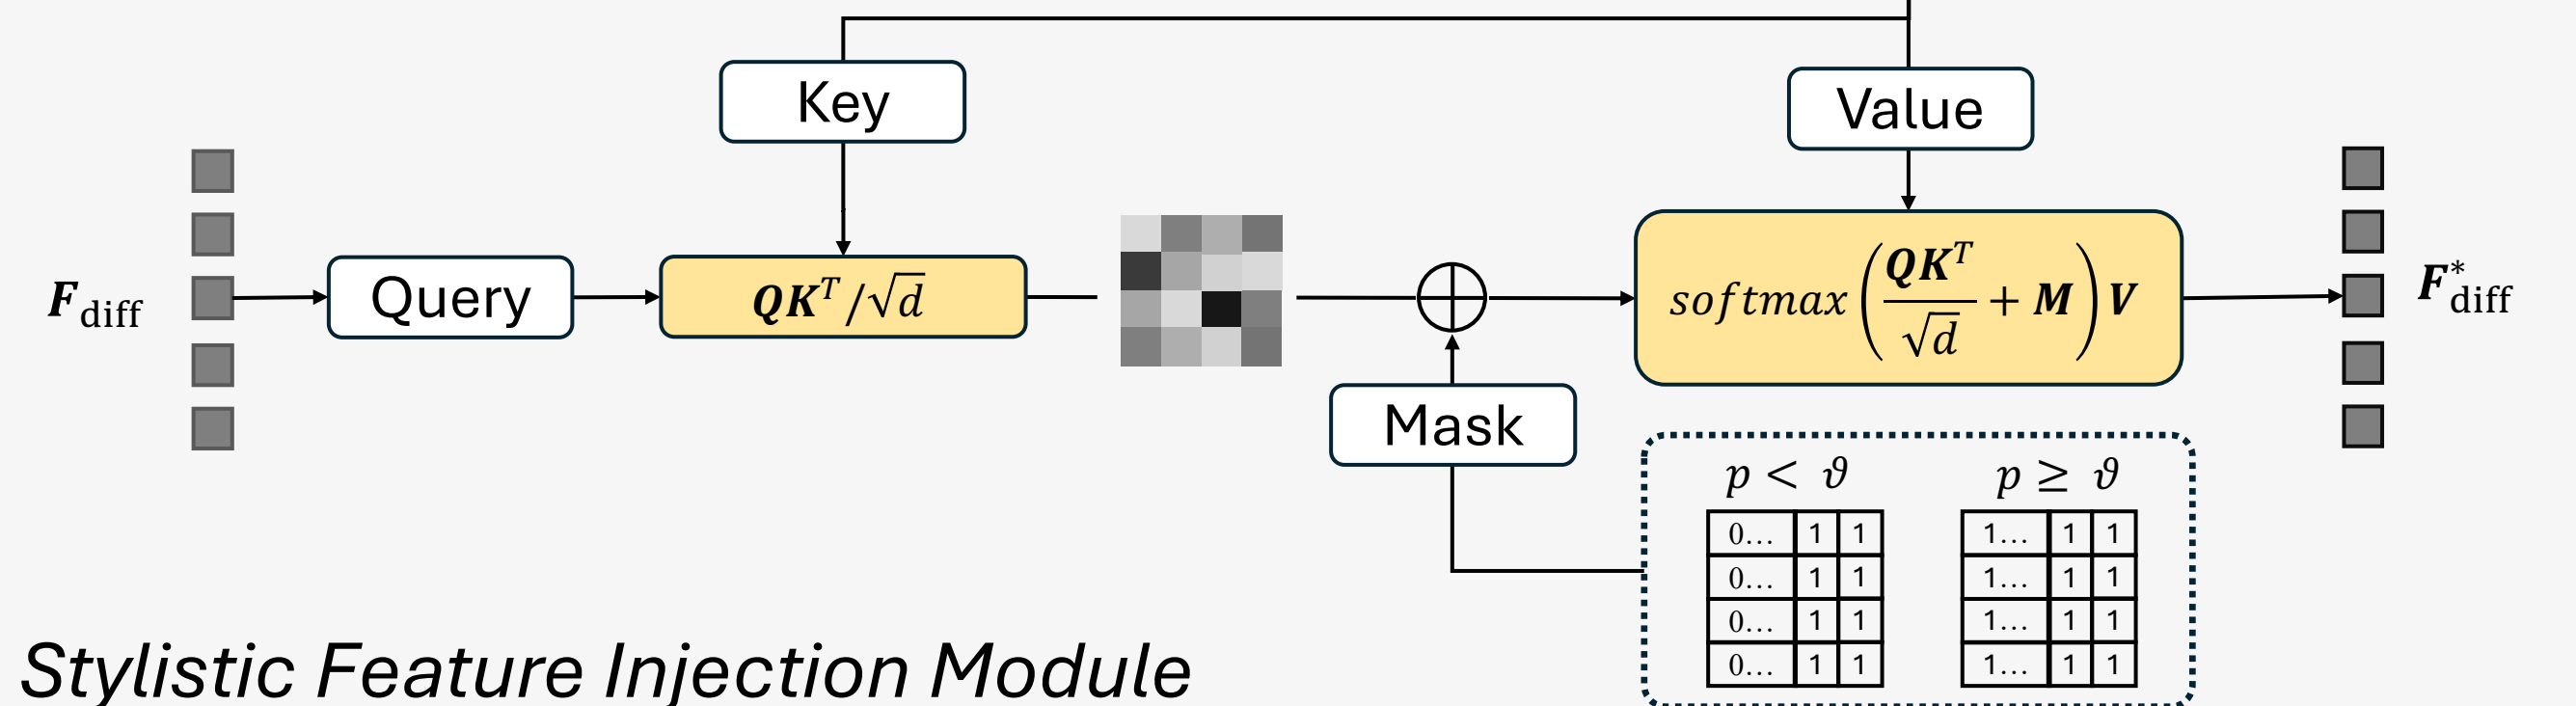 Key
Value
F_diff
Query
QK^T/√d
softmax(QK^T/√d + M)V
F*_diff
Mask
p < ϑ
p ≥ ϑ
0... 1 1
0... 1 1
0... 1 1
0... 1 1
1... 1 1
1... 1 1
1... 1 1
1... 1 1
Stylistic Feature Injection Module